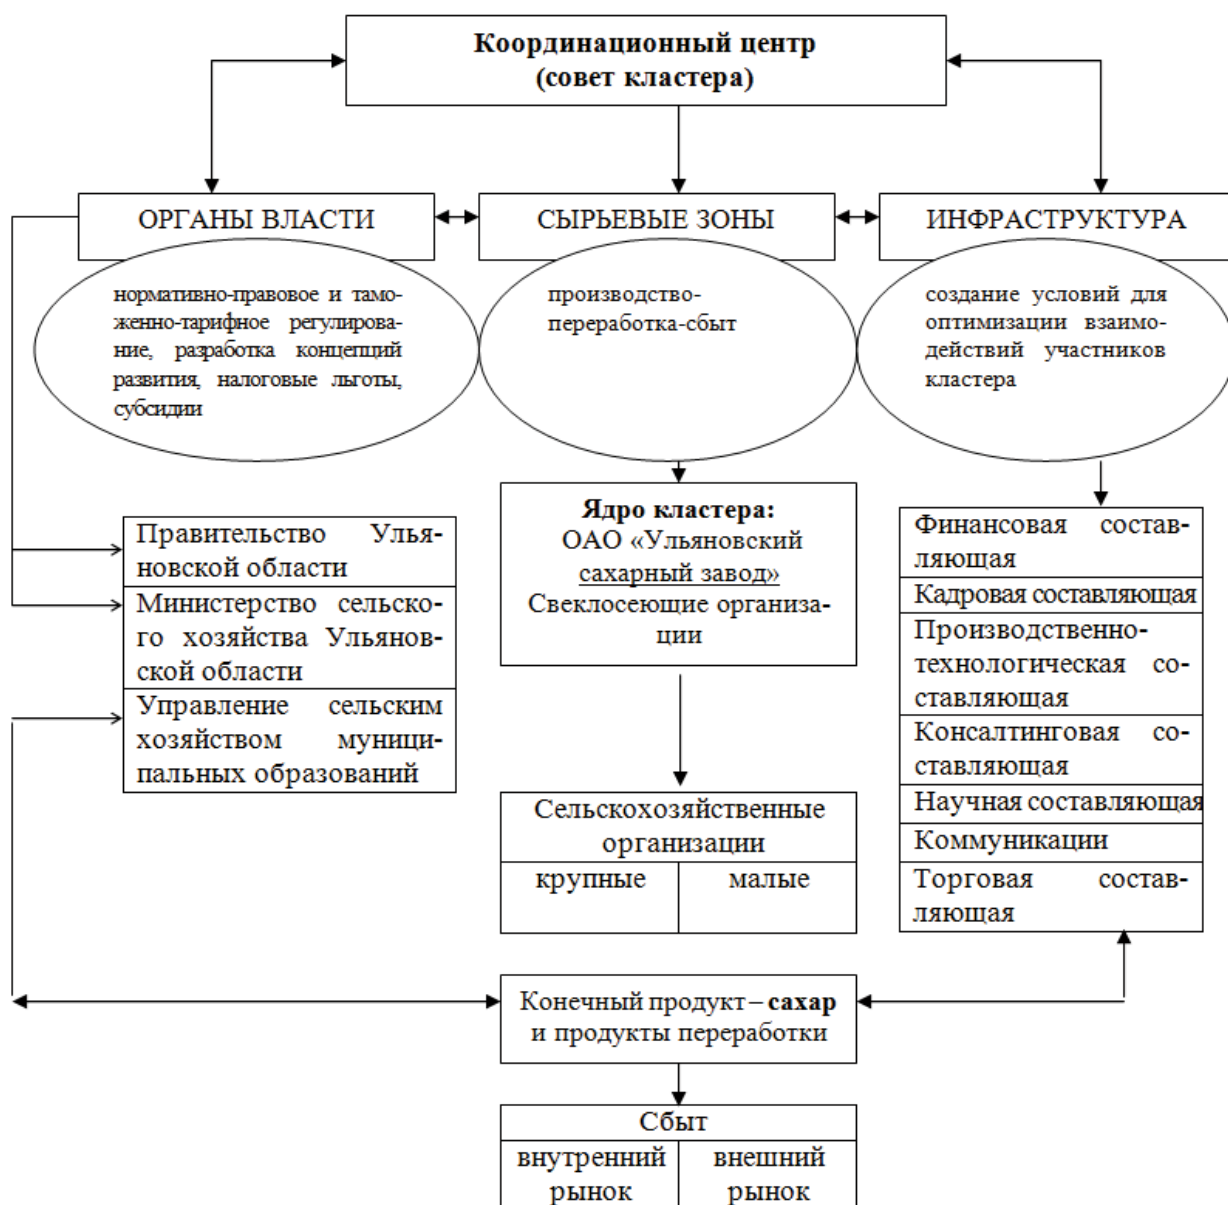 Координационный центр
(совет кластера)
ОРГАНЫ ВЛАСТИ
СЫРЬЕВЫЕ ЗОНЫ
ИНФРАСТРУКТУРА
нормативно-правовое и тамо-
женно-тарифное регулирова-
ние, разработка концепций
развития, налоговые льготы,
субсидии
производство-
переработка-сбыт
создание условий для
оптимизации взаимо-
действий участников
кластера
Правительство Улья-
новской области
Министерство сельско-
го хозяйства Ульянов-
ской области
Управление сельским
хозяйством муници-
пальных образований
Ядро кластера:
ОАО «Ульяновский
сахарный завод»
Свеклосеющие организа-
ции
Финансовая состав-
ляющая
Кадровая составляющая
Производственно-
технологическая со-
ставляющая
Консалтинговая со-
ставляющая
Научная составляющая
Коммуникации
Торговая состав-
ляющая
Сельскохозяйственные
организации
крупные
малые
Конечный продукт – сахар
и продукты переработки
Сбыт
внутренний
рынок
внешний
рынок